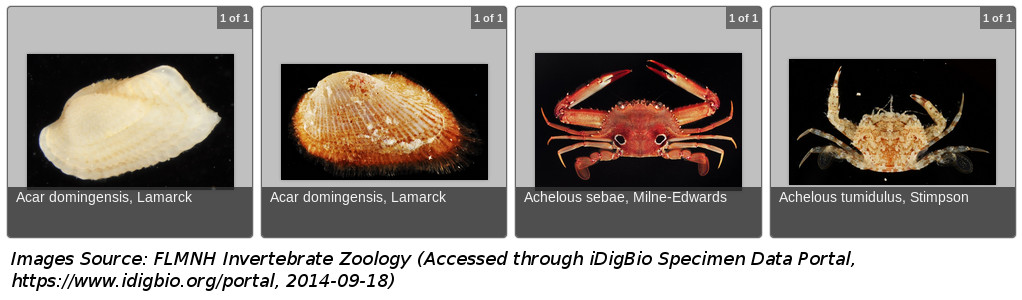 1 of 1
1 of 1
1 of 1
1 of 1
Acar domingensis, Lamarck
Acar domingensis, Lamarck
Achelous sebae, Milne-Edwards
Achelous tumidulus, Stimpson
Images Source: FLMNH Invertebrate Zoology (Accessed through iDigBio Specimen Data Portal,
https://www.idigbio.org/portal, 2014-09-18)